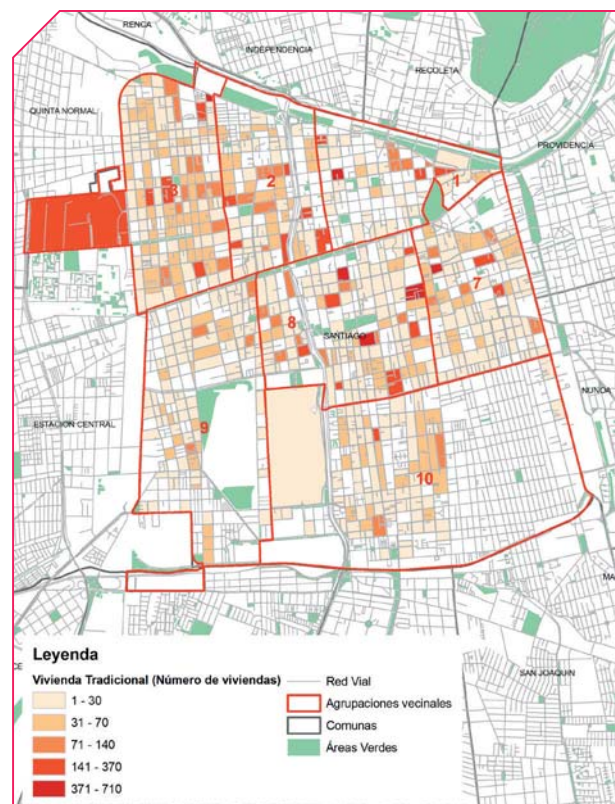 RENCA
INDEPENDENCIA
RECOLETA
QUINTA NORMAL
PROVIDENCIA
1
2
3
7
8
SANTIAGO
ÑUÑOA
ESTACION CENTRAL
9
10
MA
CE
SAN JOAQUIN
Leyenda
Vivienda Tradicional (Número de viviendas)
1 - 30
31 - 70
71 - 140
141 - 370
371 - 710
Red Vial
Agrupaciones vecinales
Comunas
Áreas Verdes